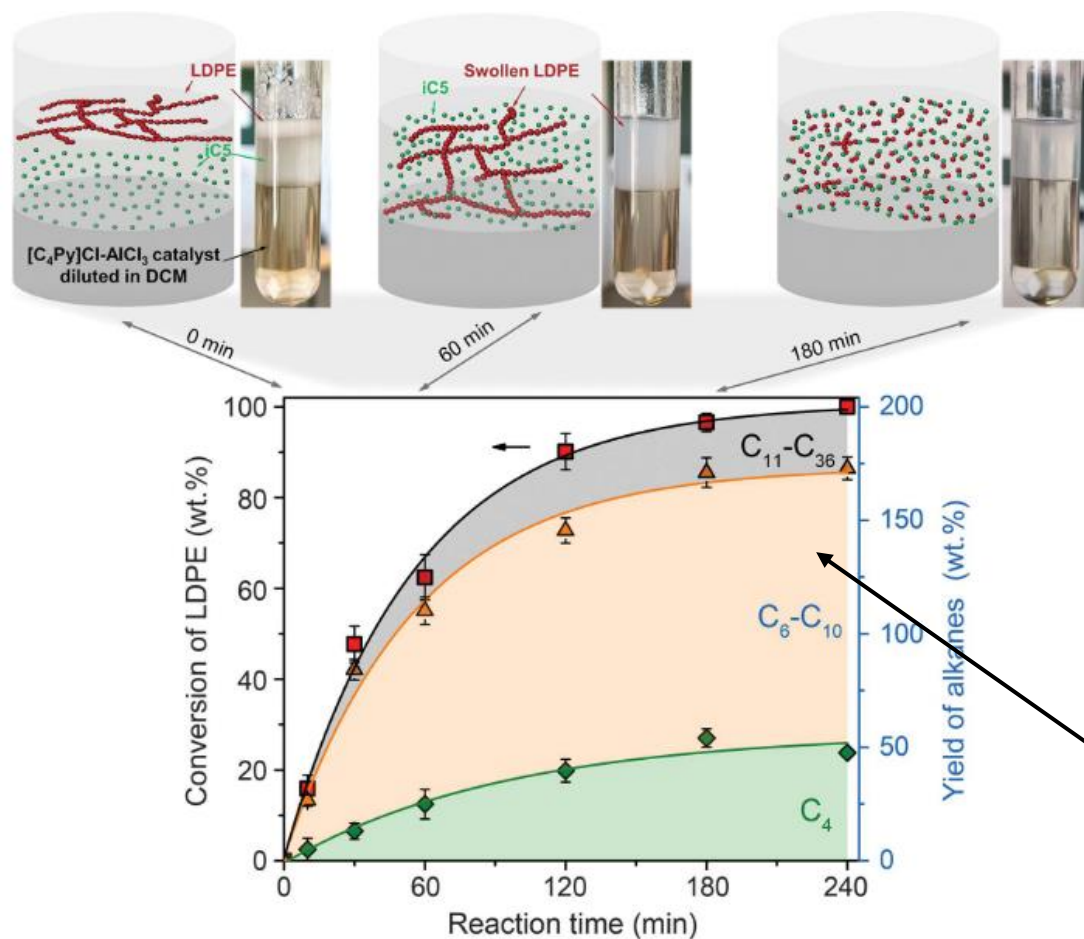 LDPE
iC5
[C₄Py]Cl-AlCl₃ catalyst
diluted in DCM
iC5
Swollen LDPE
0 min
60 min
180 min
Conversion of LDPE (wt.%)
100
80
60
40
20
0
C₁₁-C₃₆
C₆-C₁₀
C₄
200
150
100
50
0
Yield of alkanes (wt.%)
0
60
120
180
240
Reaction time (min)